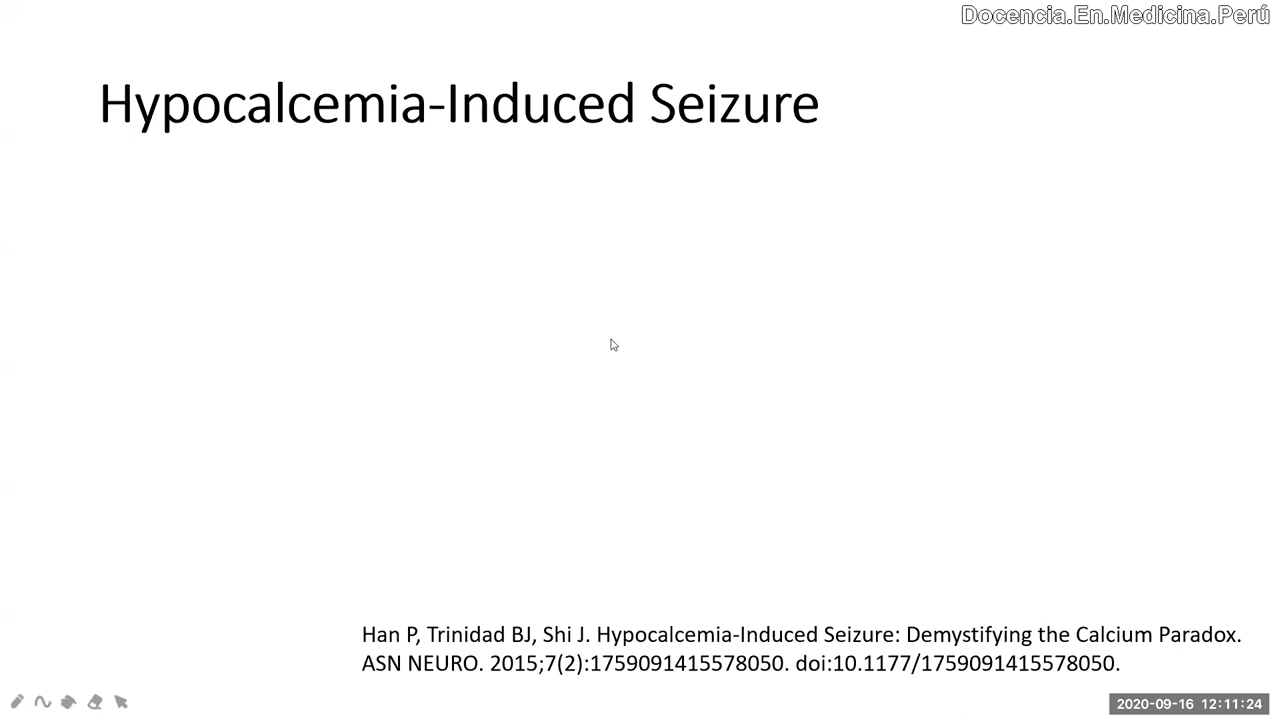 Docencia.En.Medicina.Perú
Hypocalcemia-Induced Seizure
Han P, Trinidad BJ, Shi J. Hypocalcemia-Induced Seizure: Demystifying the Calcium Paradox.
ASN NEURO. 2015;7(2):1759091415578050. doi:10.1177/1759091415578050.
2020-09-16 12:11:24